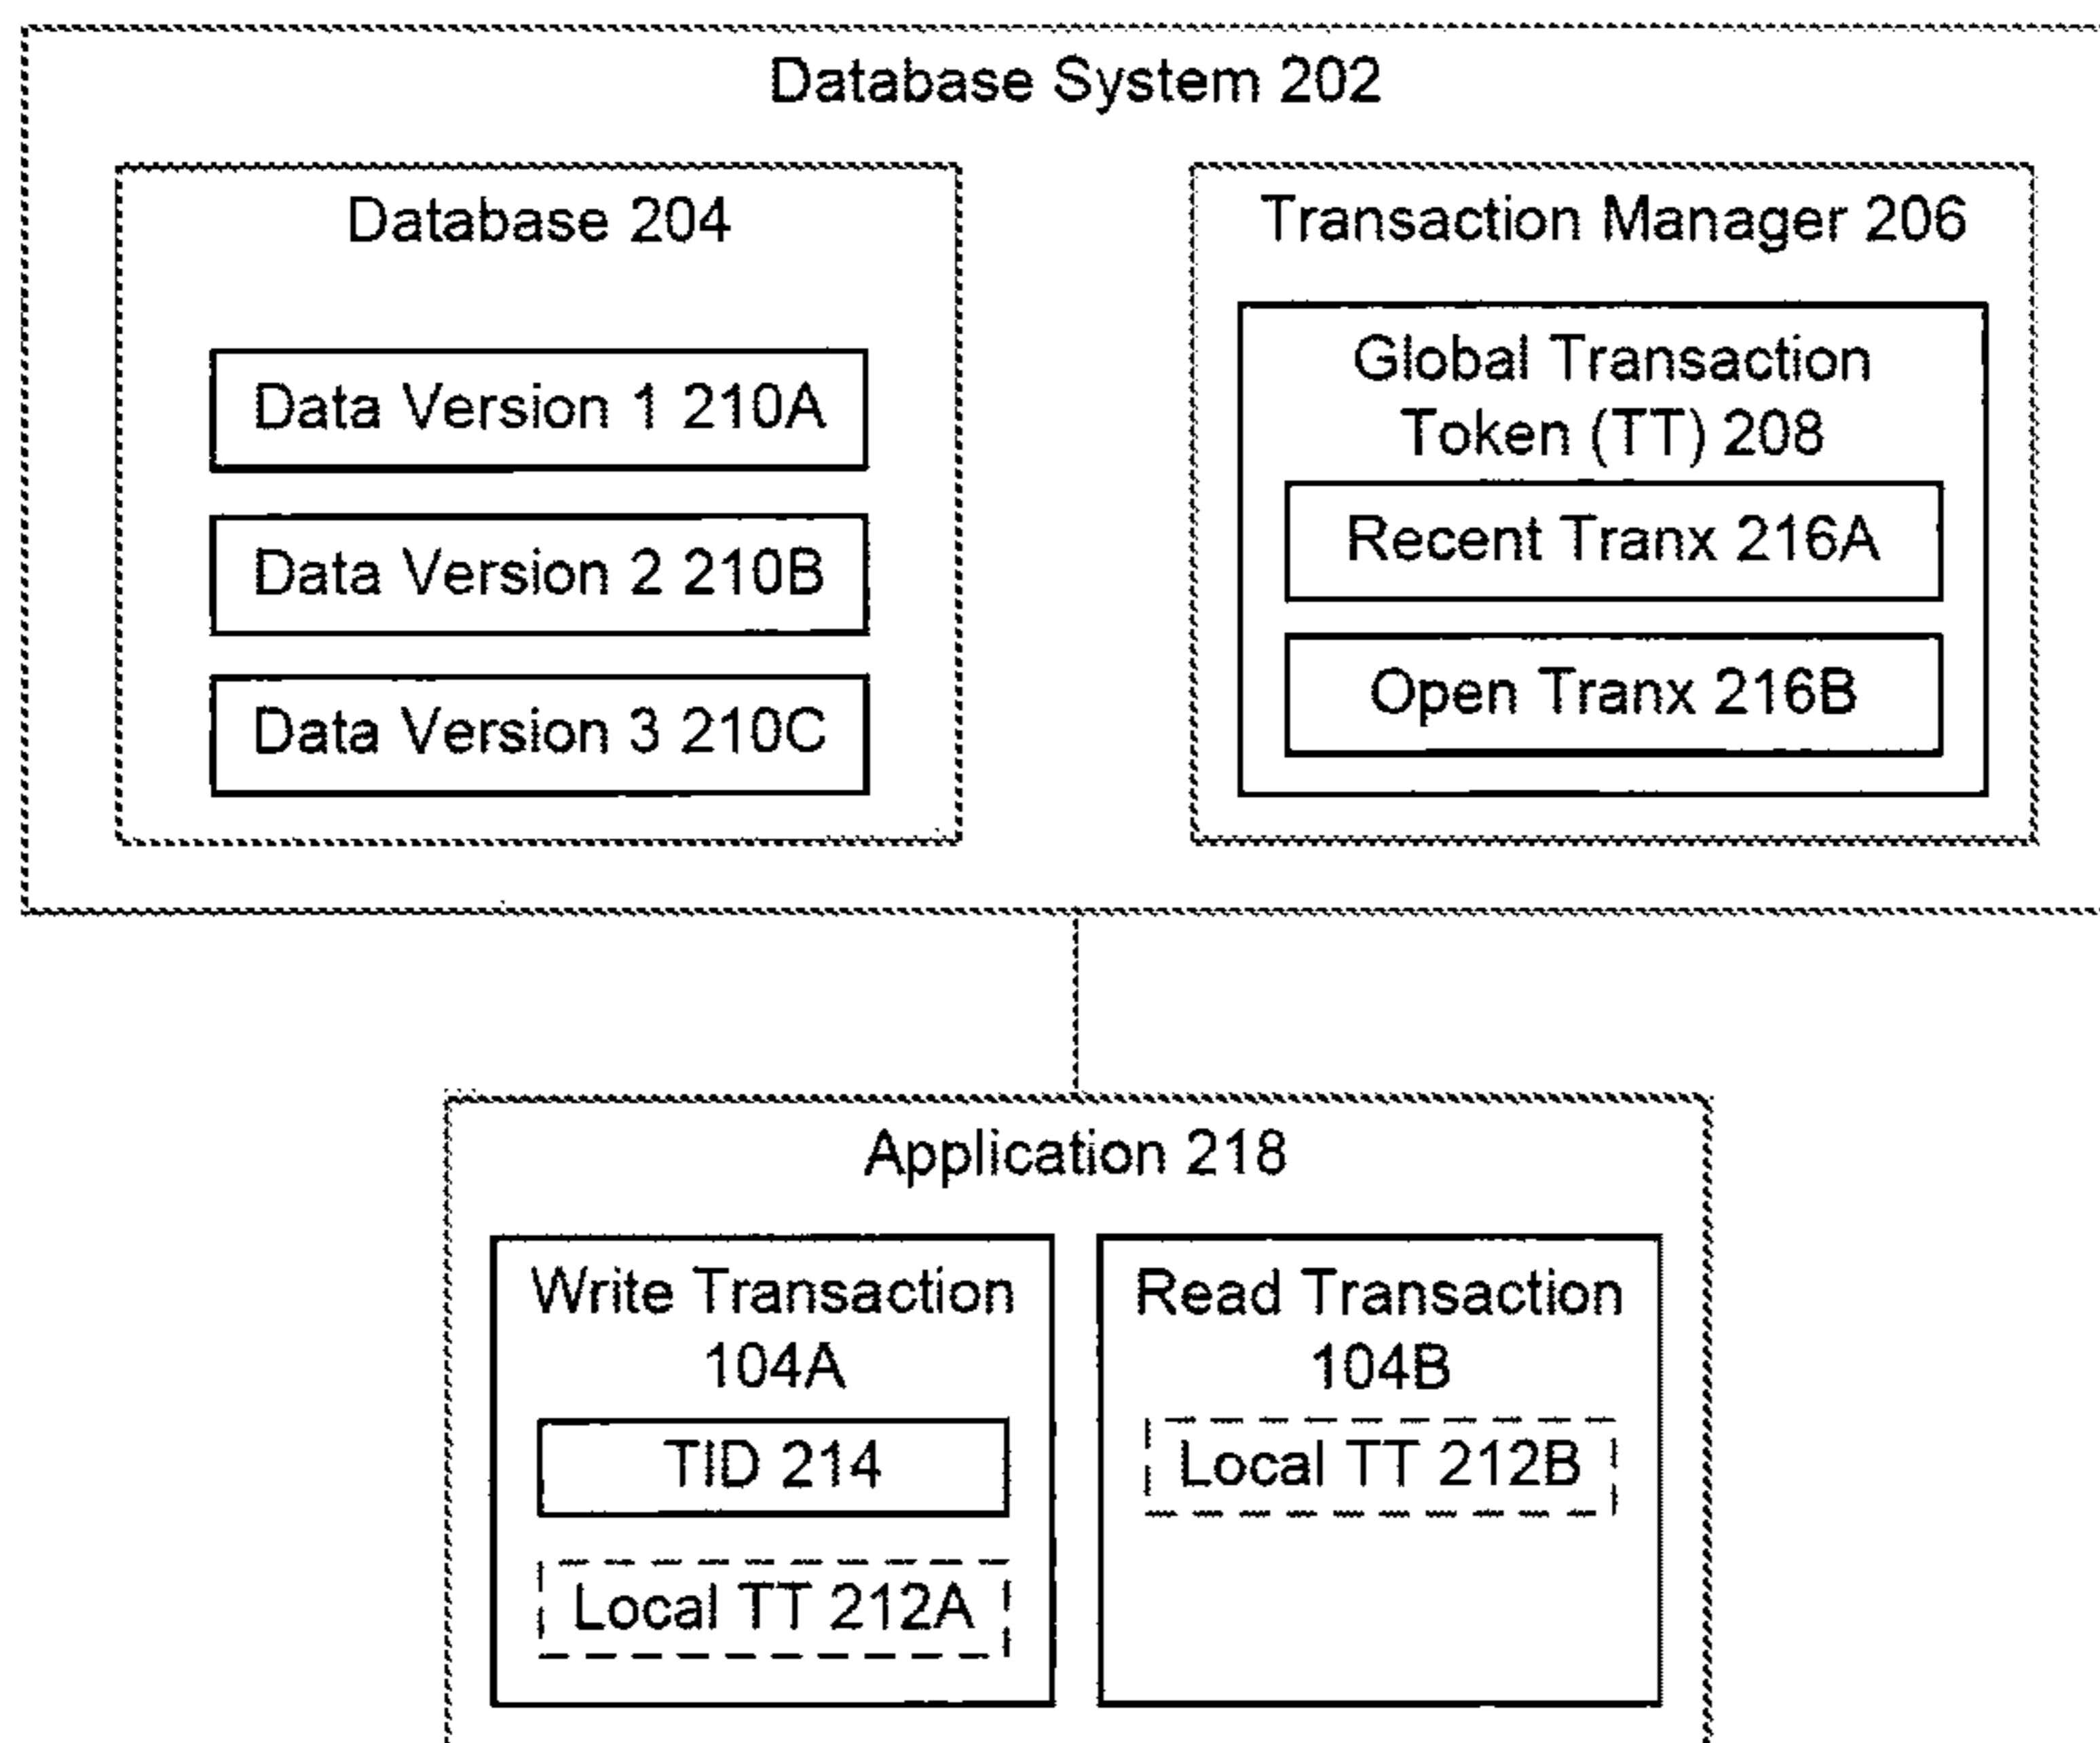 Database System 202
Database 204
Data Version 1 210A
Data Version 2 210B
Data Version 3 210C
Transaction Manager 206
Global Transaction
Token (TT) 208
Recent Tranx 216A
Open Tranx 216B
Application 218
Write Transaction
104A
TID 214
Local TT 212A
Read Transaction
104B
Local TT 212B